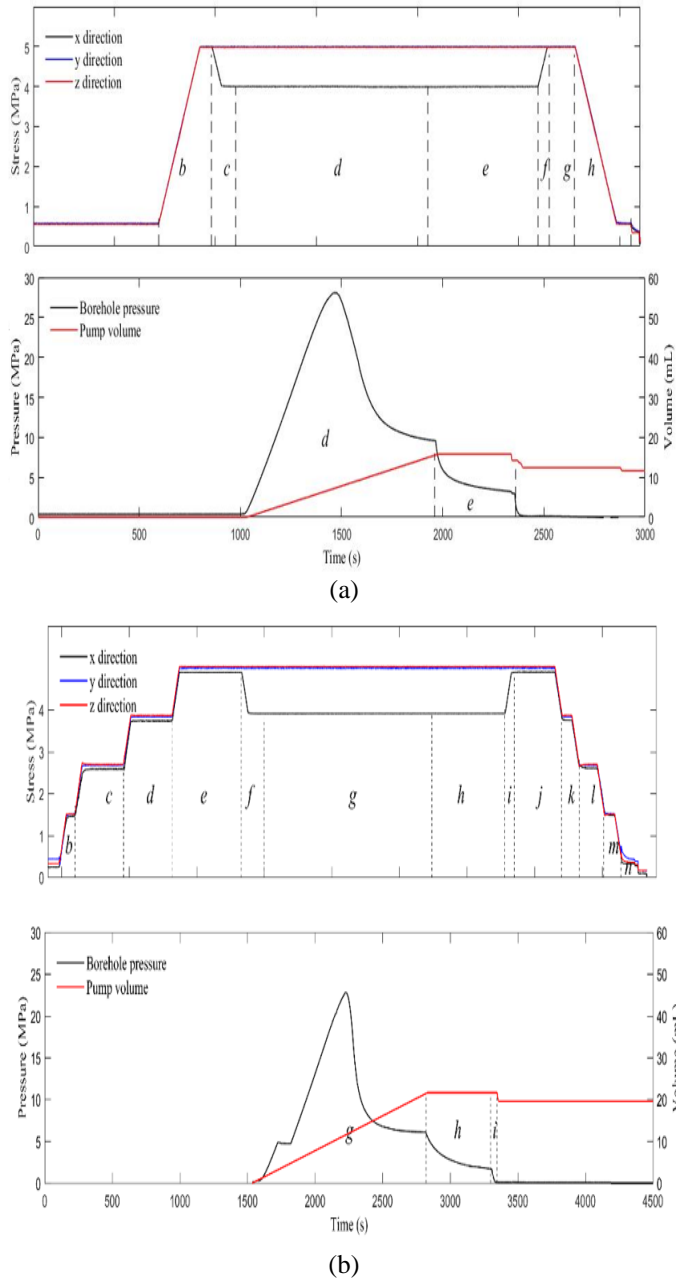 5
4
3
2
1
0
Stress (MPa)
x direction
y direction
z direction
b
c
d
e
f
g
h
30
25
20
15
10
5
0
Pressure (MPa)
Borehole pressure
Pump volume
d
e
60
50
40
30
20
10
0
Volume (mL)
0 500 1000 1500 2000 2500 3000
Time (s)
(a)
4
3
2
1
0
Stress (MPa)
x direction
y direction
z direction
b
c
d
e
f
g
h
i
j
k
l
m
n
30
25
20
15
10
5
0
Pressure (MPa)
Borehole pressure
Pump volume
g
h
i
60
50
40
30
20
10
0
Volume (mL)
0 500 1000 1500 2000 2500 3000 3500 4000 4500
Time (s)
(b)